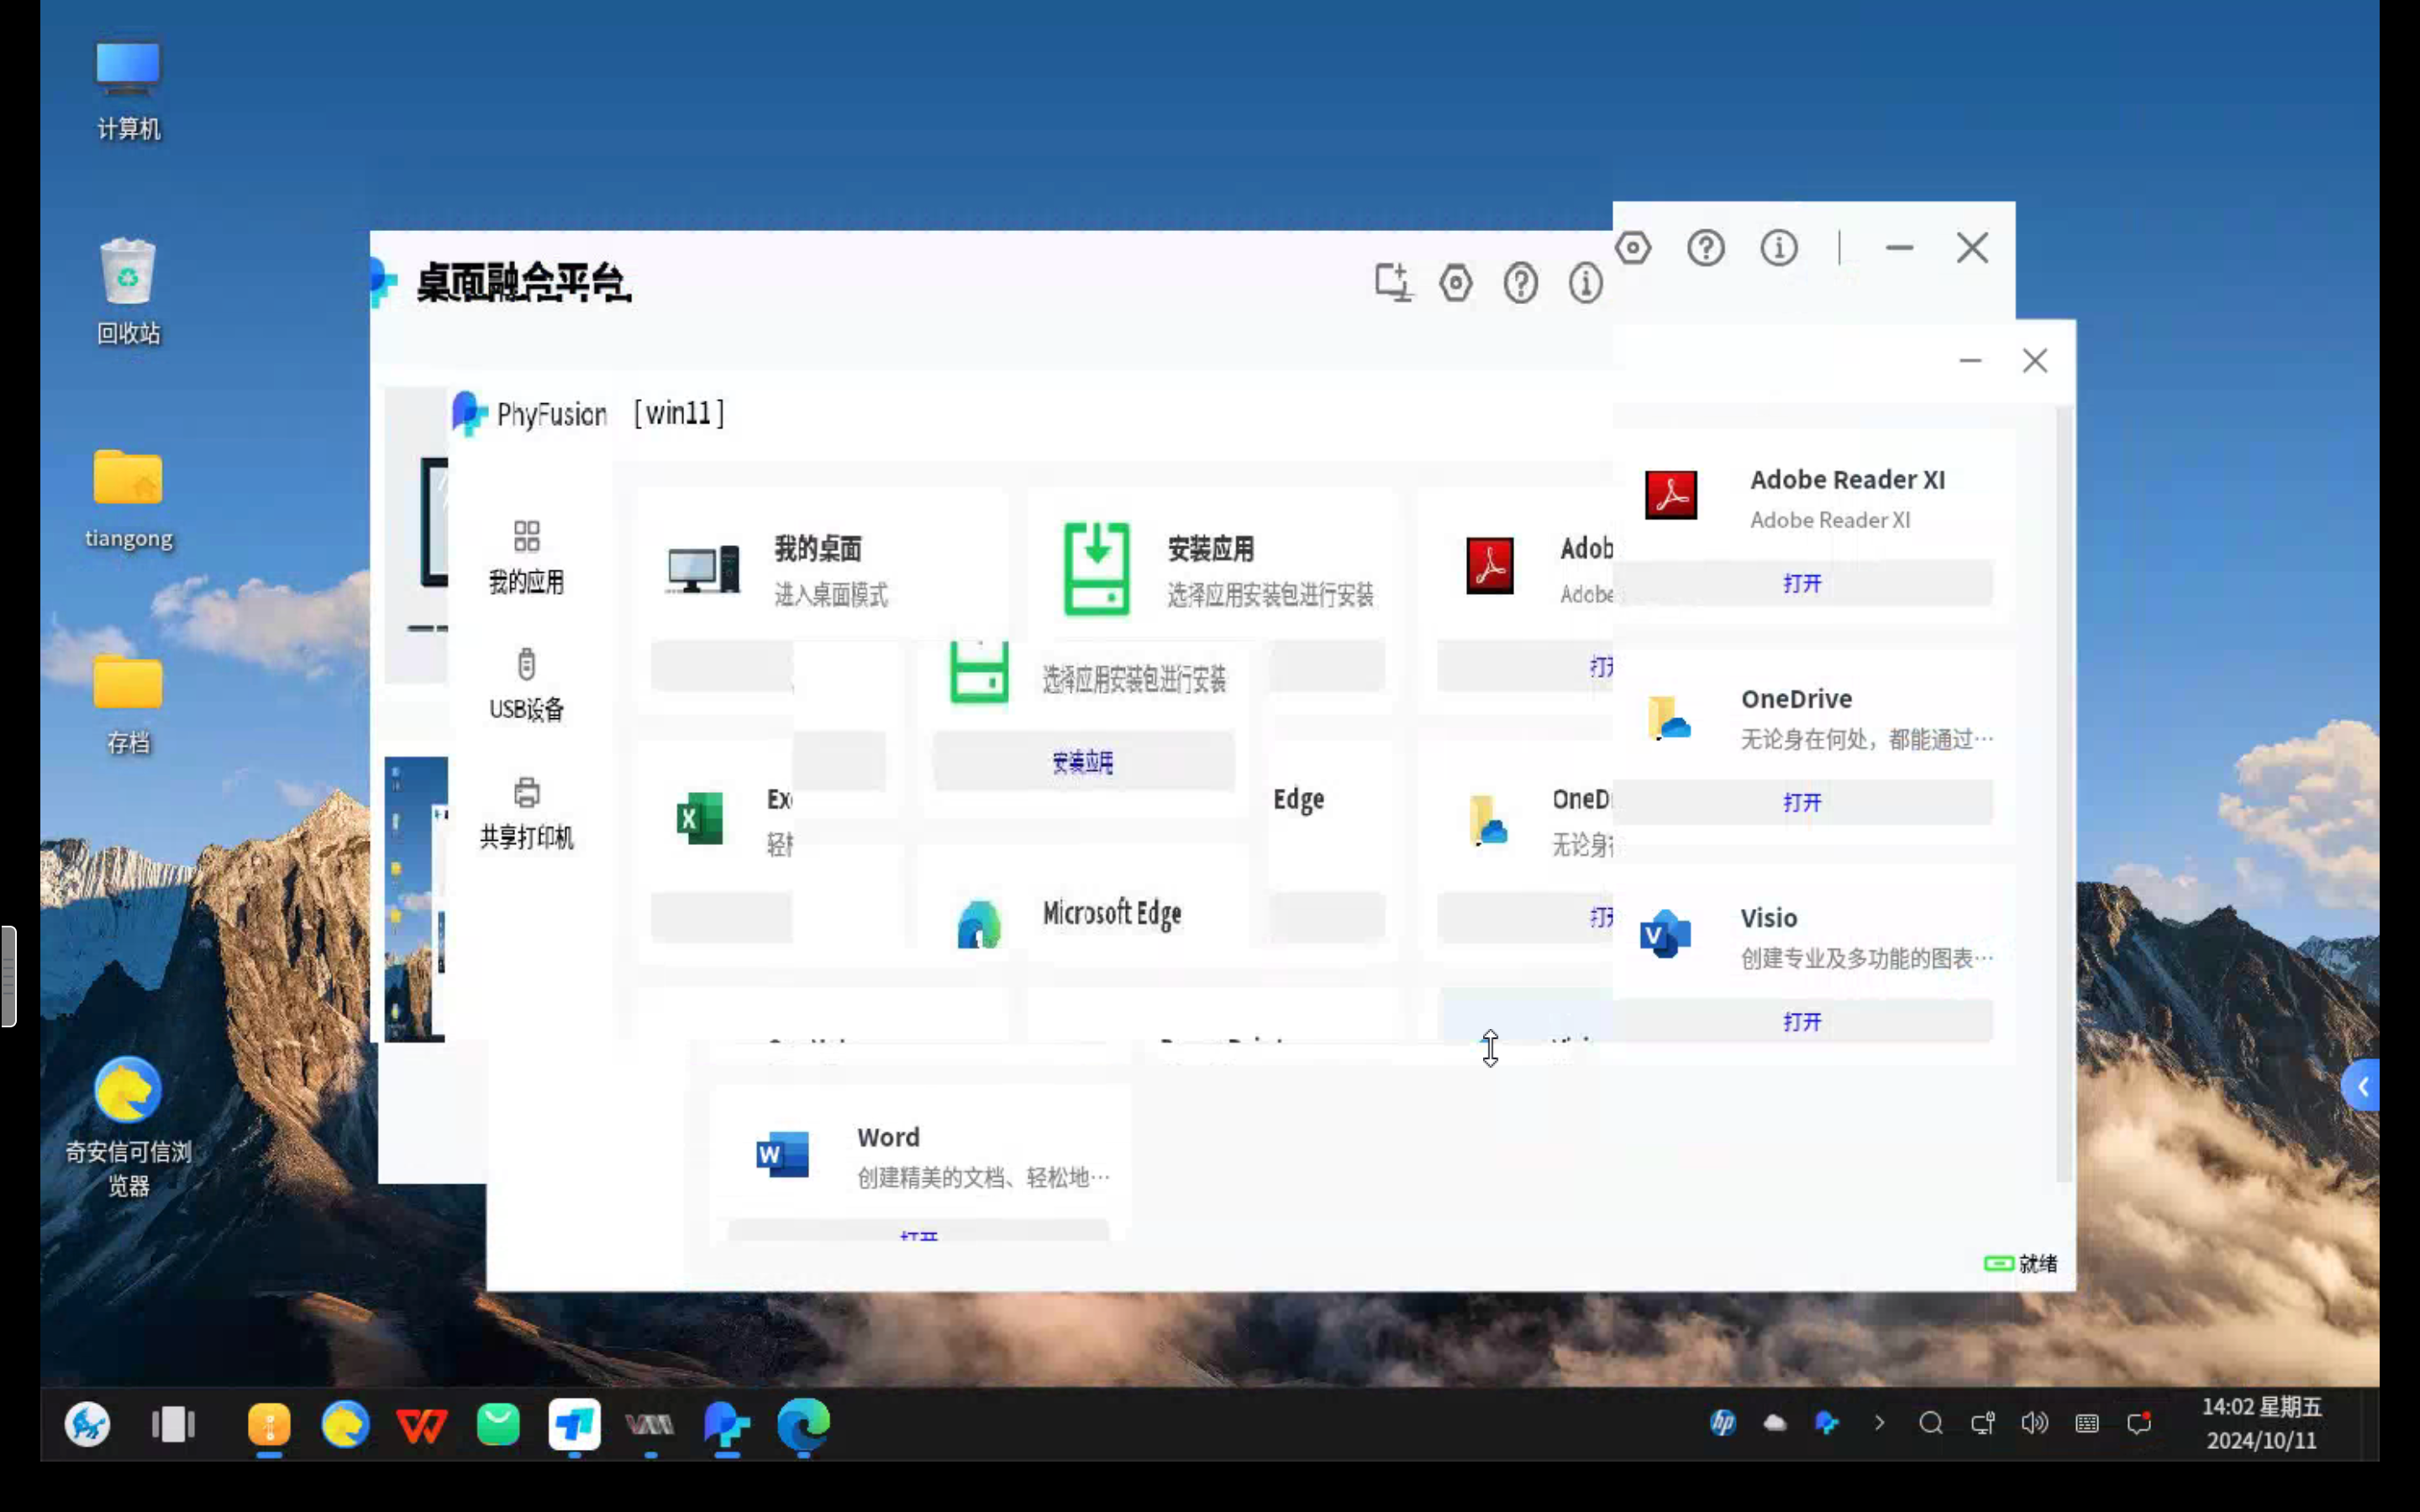 计算机
回收站
tiangong
存档
奇安信可信浏
览器
桌面融合平台
PhyFusion [win11]
我的应用
USB设备
共享打印机
我的桌面
进入桌面模式
安装应用
选择应用安装包进行安装
Adob
Adobe
打开
选择应用安装包进行安装
安装应用
Ex
轻松
Edge
OneD
无论身
打开
Microsoft Edge
Adobe Reader XI
Adobe Reader XI
打开
OneDrive
无论身在何处，都能通过…
打开
Visio
创建专业及多功能的图表…
打开
Word
创建精美的文档、轻松地…
打开
就绪
14:02 星期五
2024/10/11